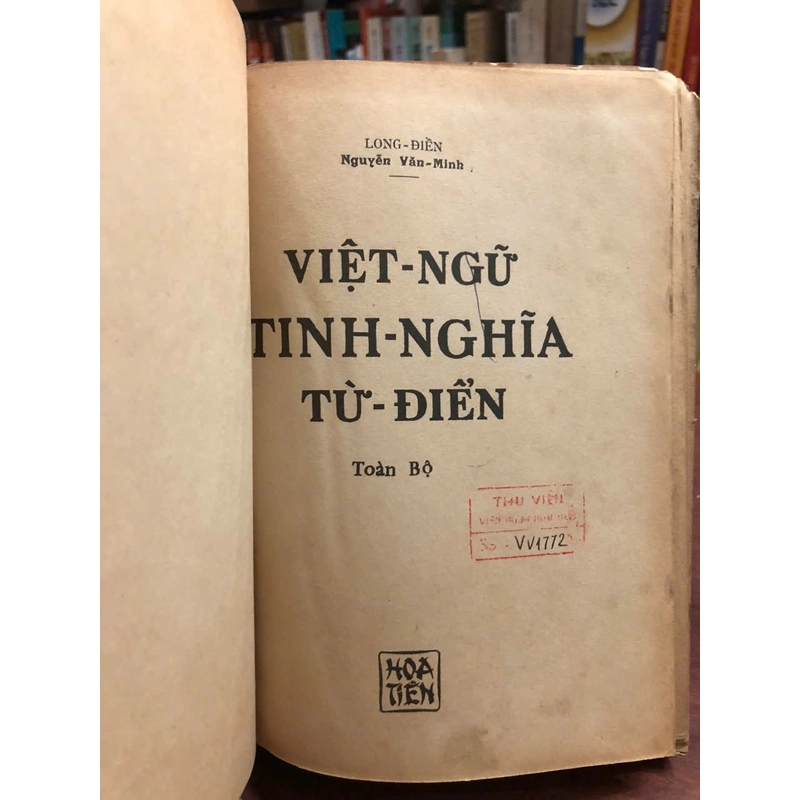 LONG-ĐIỀN
Nguyễn Văn-Minh
VIỆT-NGỮ
TINH-NGHĨA
TỪ-ĐIỂN
Toàn Bộ
THƯ VIỆN
VV1772
HOA
TIÊN